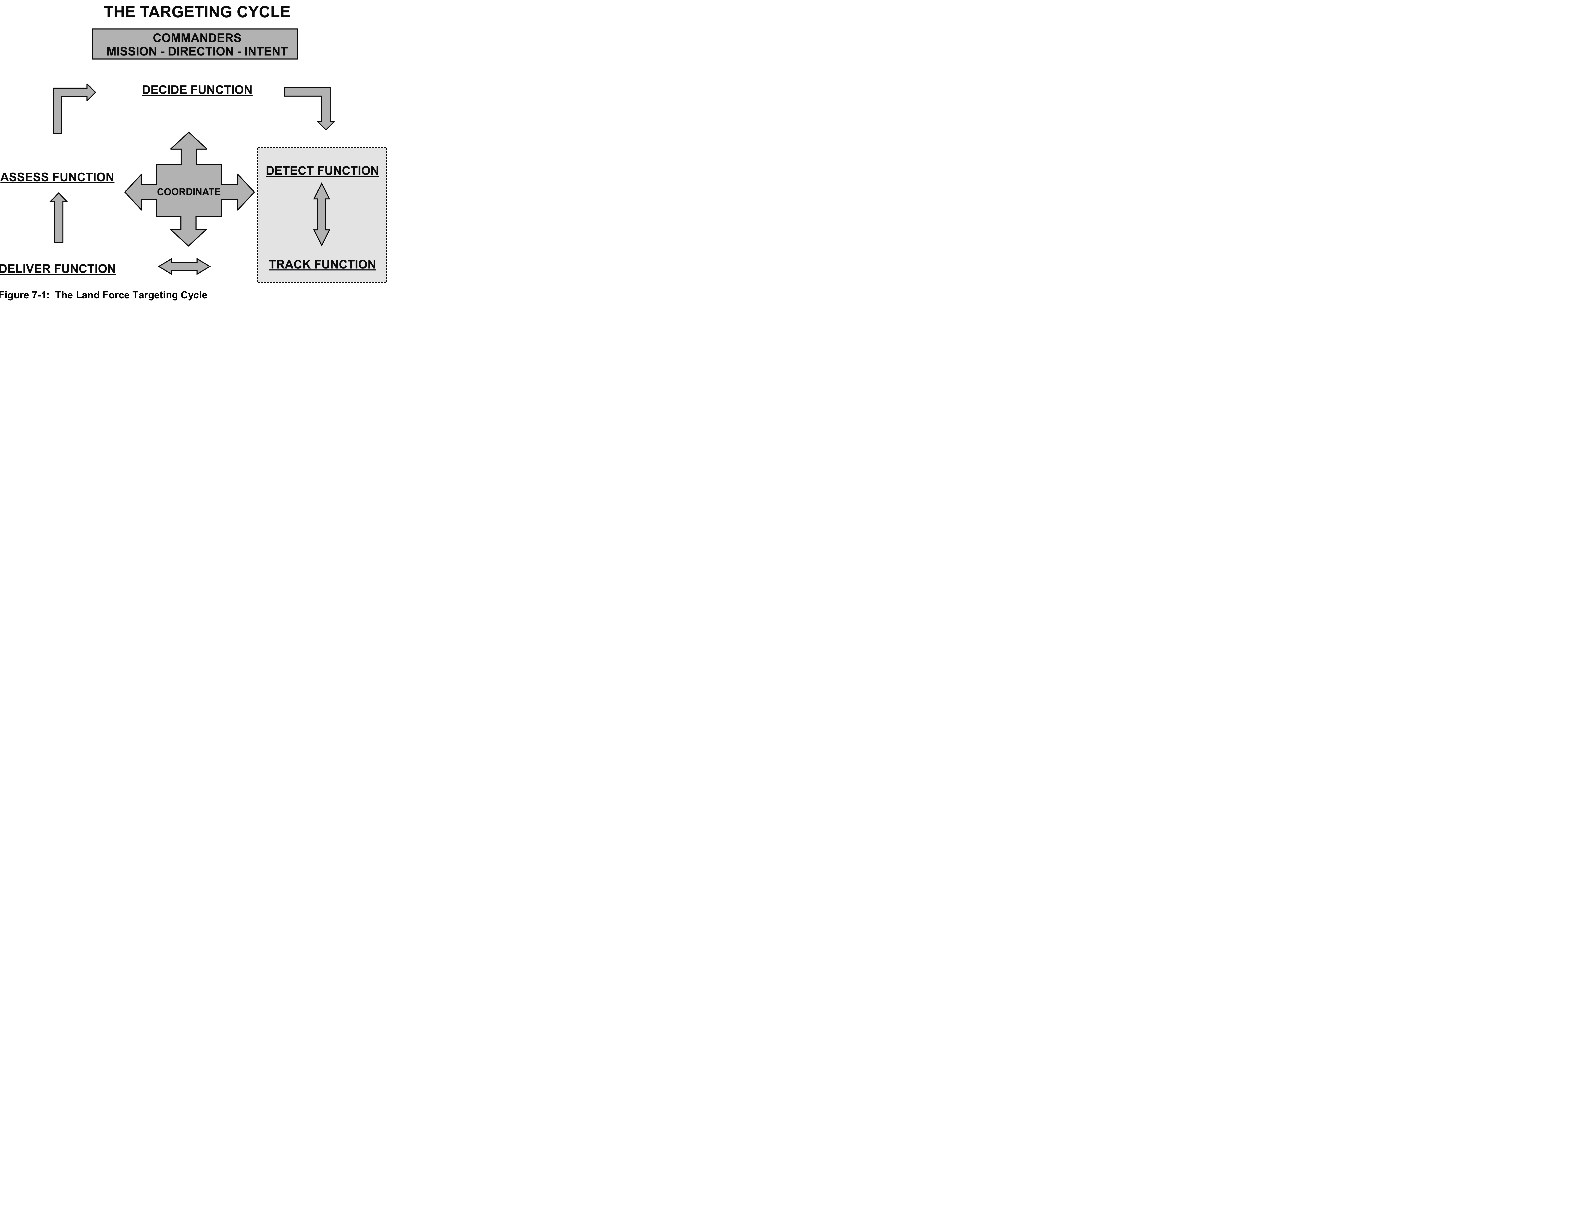 THE TARGETING CYCLE
COMMANDERS
MISSION - DIRECTION - INTENT
DECIDE FUNCTION
ASSESS FUNCTION
COORDINATE
DETECT FUNCTION
DELIVER FUNCTION
TRACK FUNCTION
Figure 7-1: The Land Force Targeting Cycle